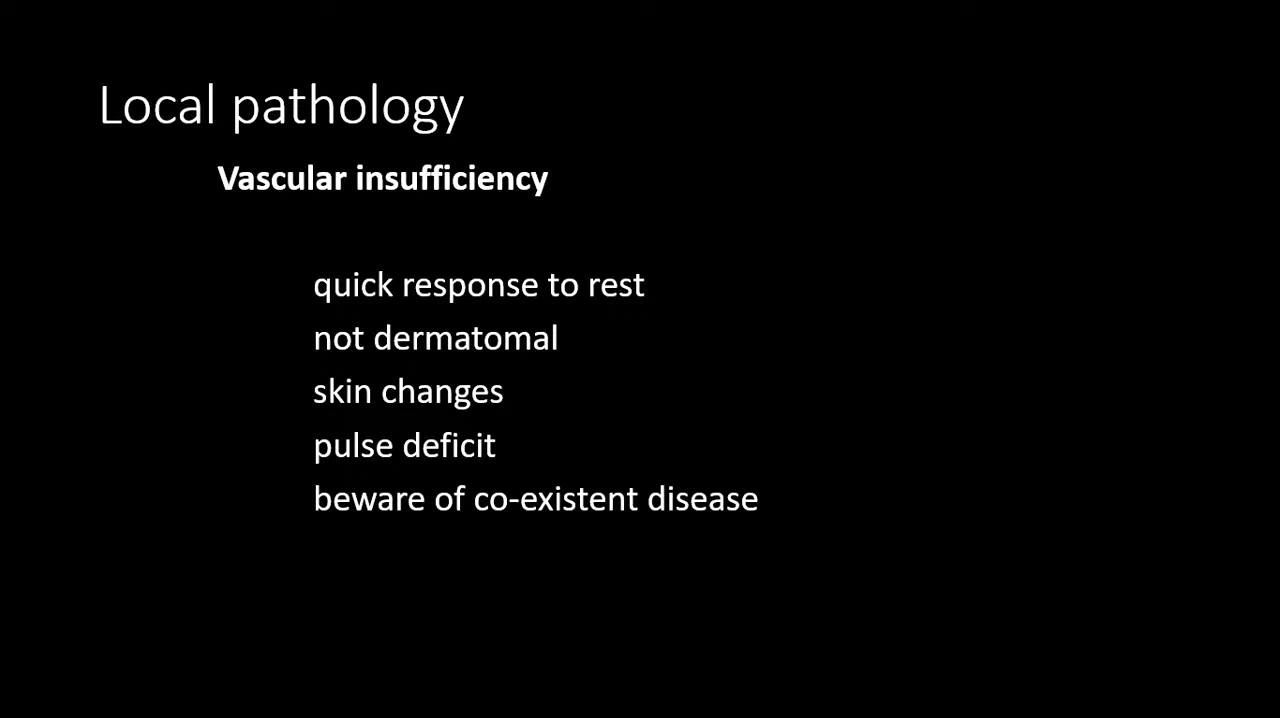 Local pathology
Vascular insufficiency
quick response to rest
not dermatomal
skin changes
pulse deficit
beware of co-existent disease